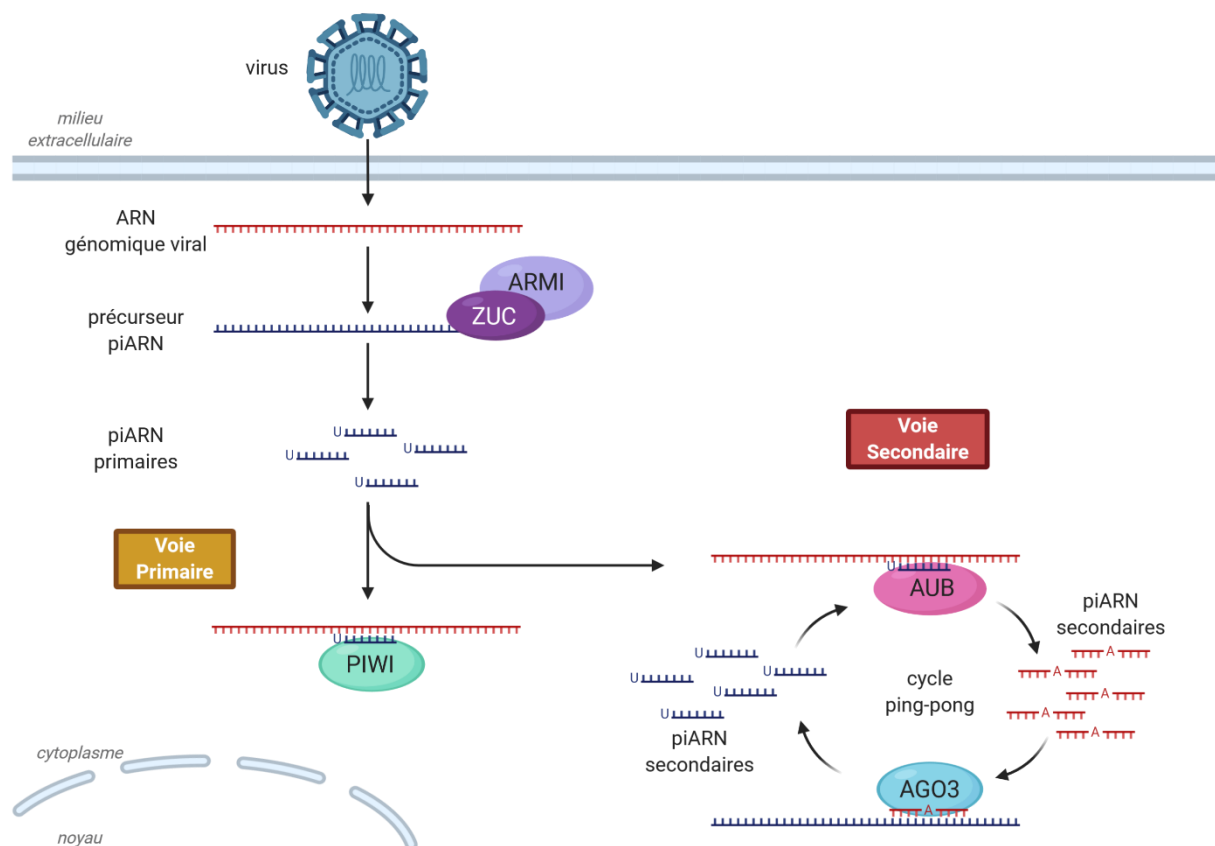 virus
milieu
extracellulaire
ARN
génomique viral
ARMI
ZUC
précurseur
piARN
piARN
primaires
U
U
U
U
Voie
Secondaire
Voie
Primaire
U
PIWI
U
AUB
piARN
secondaires
A
A
A
A
A
cycle
ping-pong
U
U
U
U
U
piARN
secondaires
AGO3
A
cytoplasme
noyau